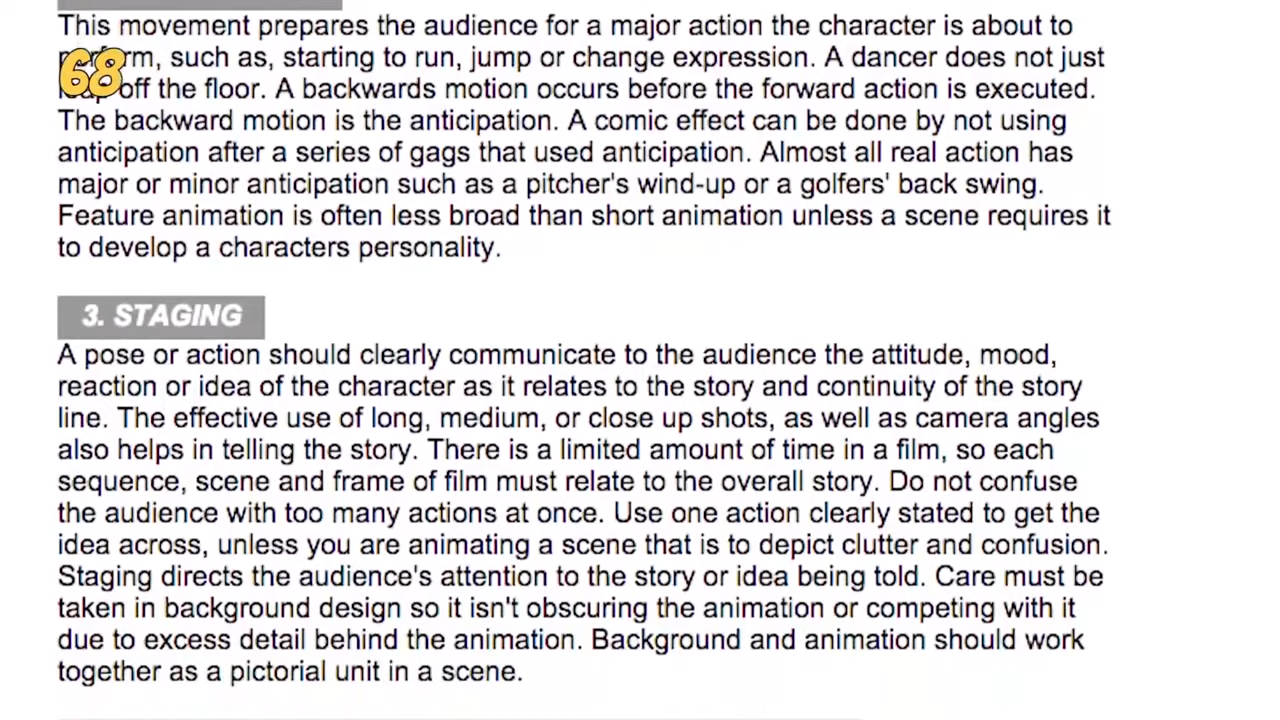 This movement prepares the audience for a major action the character is about to
68
such as, starting to run, jump or change expression. A dancer does not just
off the floor. A backwards motion occurs before the forward action is executed.
The backward motion is the anticipation. A comic effect can be done by not using
anticipation after a series of gags that used anticipation. Almost all real action has
major or minor anticipation such as a pitcher's wind-up or a golfers' back swing.
Feature animation is often less broad than short animation unless a scene requires it
to develop a characters personality.
3. STAGING
A pose or action should clearly communicate to the audience the attitude, mood,
reaction or idea of the character as it relates to the story and continuity of the story
line. The effective use of long, medium, or close up shots, as well as camera angles
also helps in telling the story. There is a limited amount of time in a film, so each
sequence, scene and frame of film must relate to the overall story. Do not confuse
the audience with too many actions at once. Use one action clearly stated to get the
idea across, unless you are animating a scene that is to depict clutter and confusion.
Staging directs the audience's attention to the story or idea being told. Care must be
taken in background design so it isn't obscuring the animation or competing with it
due to excess detail behind the animation. Background and animation should work
together as a pictorial unit in a scene.